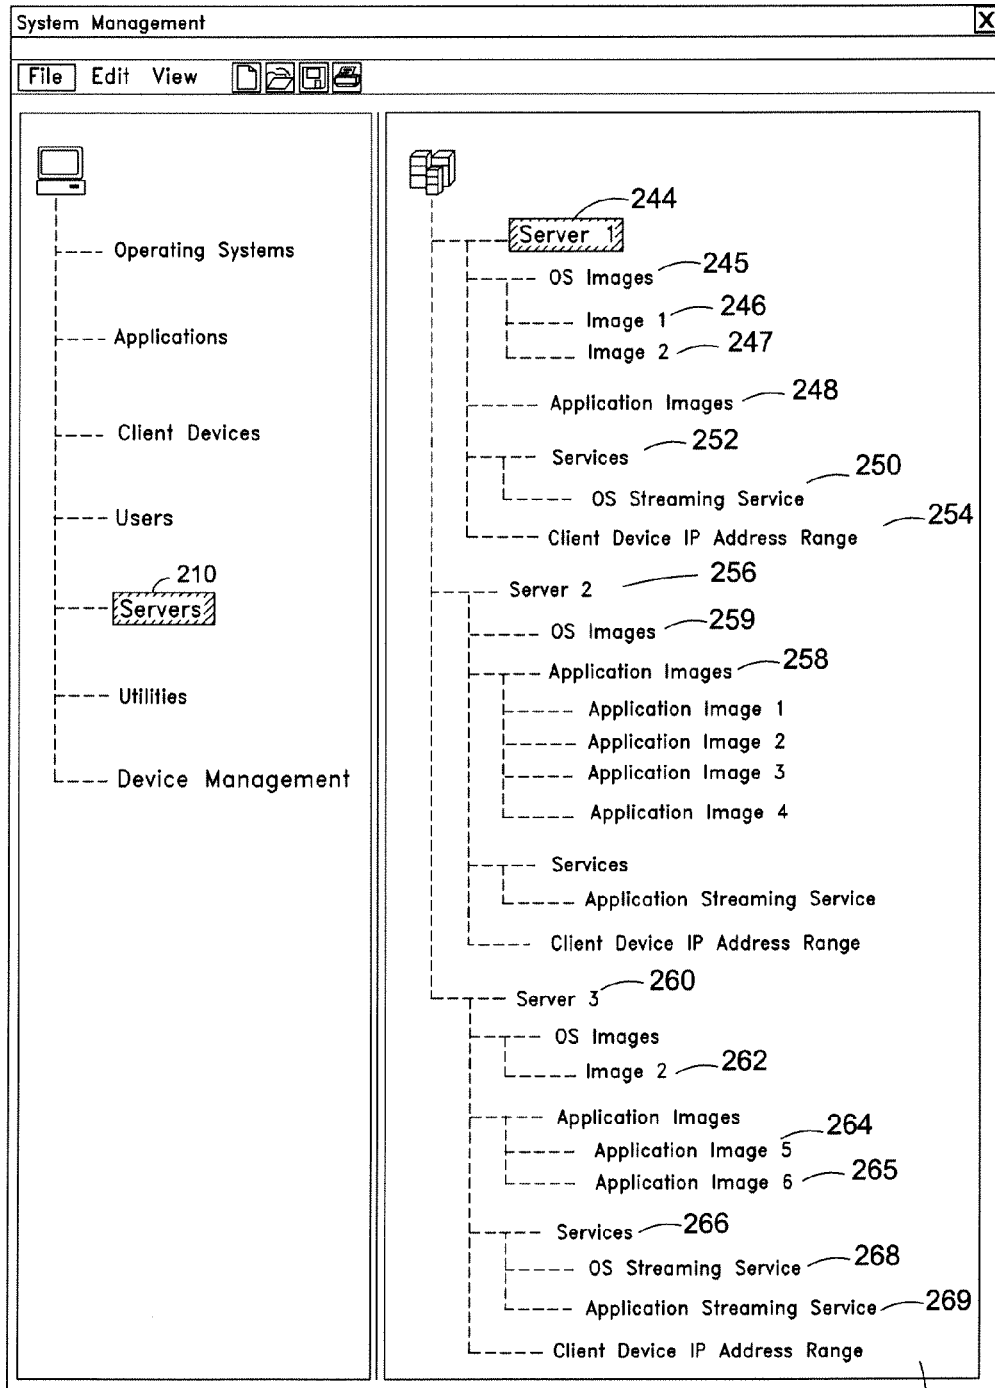 System Management X
File Edit View
Operating Systems
Applications
Client Devices
Users
210
Servers
Utilities
Device Management
244
Server 1
OS Images 245
Image 1 246
Image 2 247
Application Images 248
Services 252
OS Streaming Service 250
Client Device IP Address Range 254
Server 2 256
OS Images 259
Application Images 258
Application Image 1
Application Image 2
Application Image 3
Application Image 4
Services
Application Streaming Service
Client Device IP Address Range
Server 3 260
OS Images
Image 2 262
Application Images
Application Image 5 264
Application Image 6 265
Services 266
OS Streaming Service 268
Application Streaming Service 269
Client Device IP Address Range